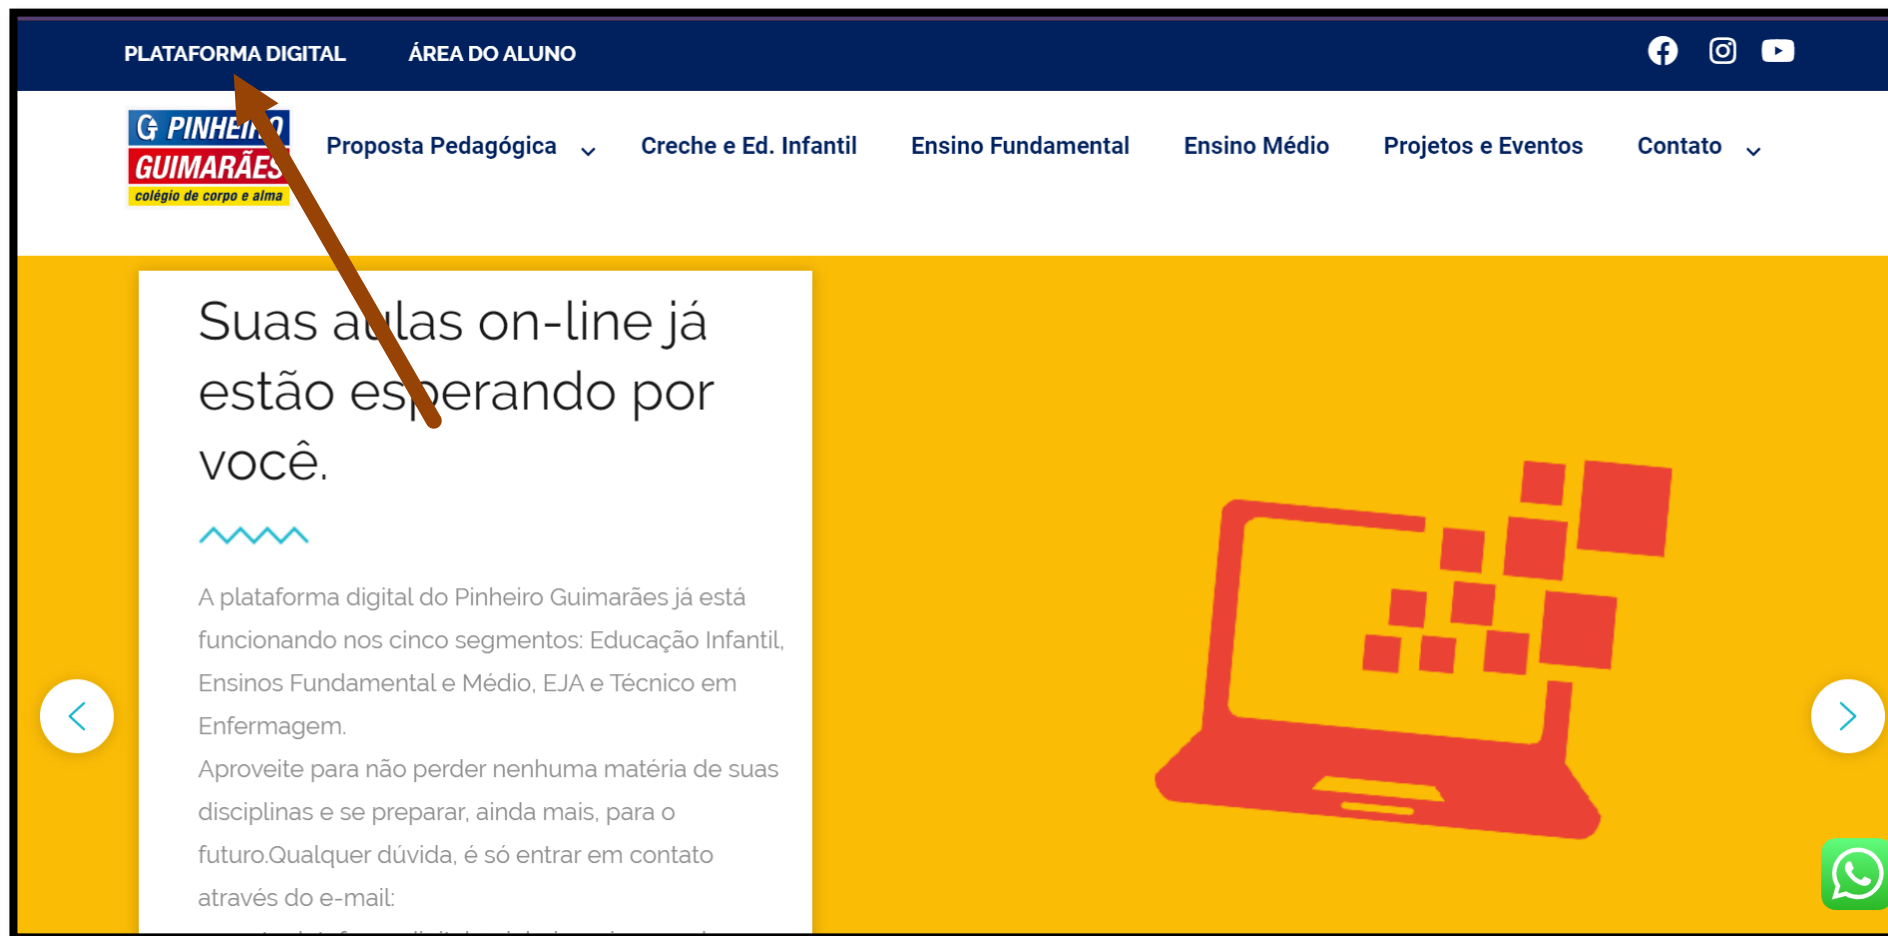 PLATAFORMA DIGITAL ÁREA DO ALUNO
PINHEIRO
GUIMARÃES
colégio de corpo e alma
Proposta Pedagógica Creche e Ed. Infantil Ensino Fundamental Ensino Médio Projetos e Eventos Contato
Suas aulas on-line já
estão esperando por
você.
A plataforma digital do Pinheiro Guimarães já está
funcionando nos cinco segmentos: Educação Infantil,
Ensinos Fundamental e Médio, EJA e Técnico em
Enfermagem.
Aproveite para não perder nenhuma matéria de suas
disciplinas e se preparar, ainda mais, para o
futuro.Qualquer dúvida, é só entrar em contato
através do e-mail: